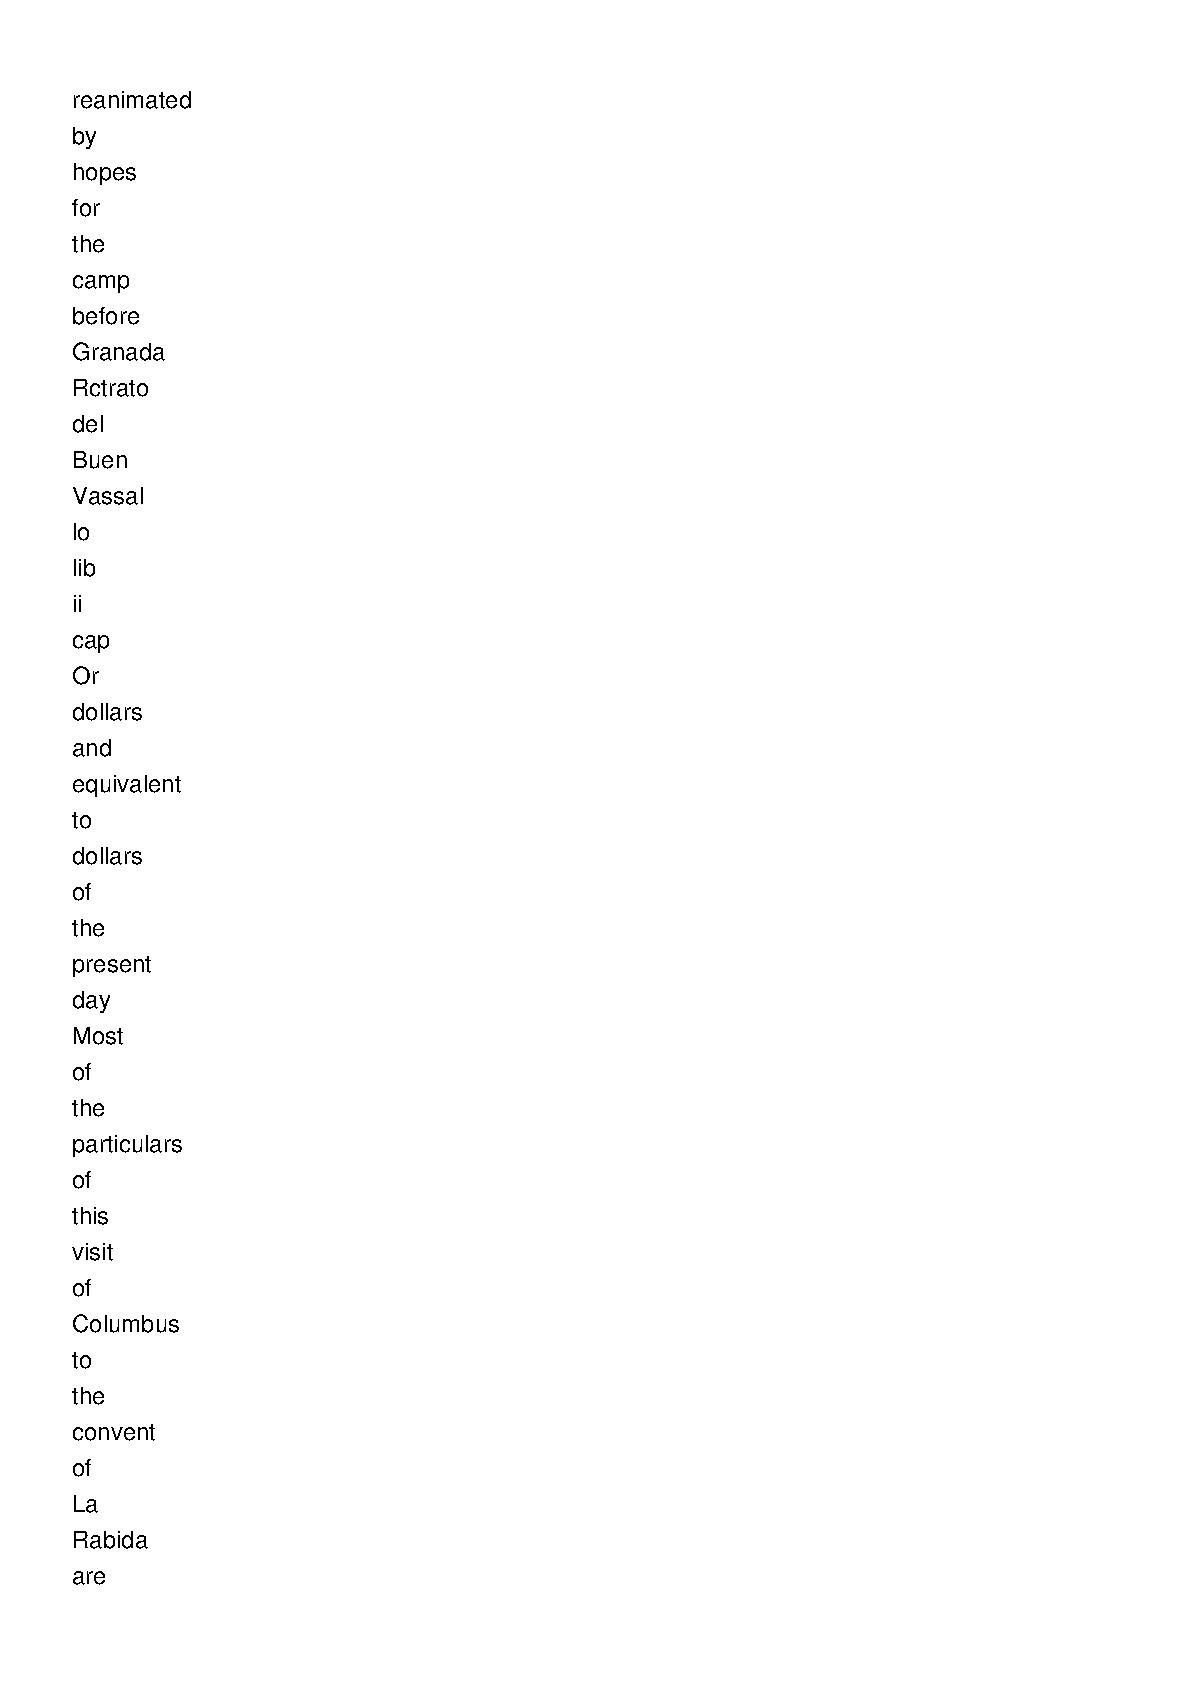 reanimated
by
hopes
for
the
camp
before
Granada
Rctrato
del
Buen
Vassal
lo
lib
ii
cap
Or
dollars
and
equivalent
to
dollars
of
the
present
day
Most
of
the
particulars
of
this
visit
of
Columbus
to
the
convent
of
La
Rabida
are